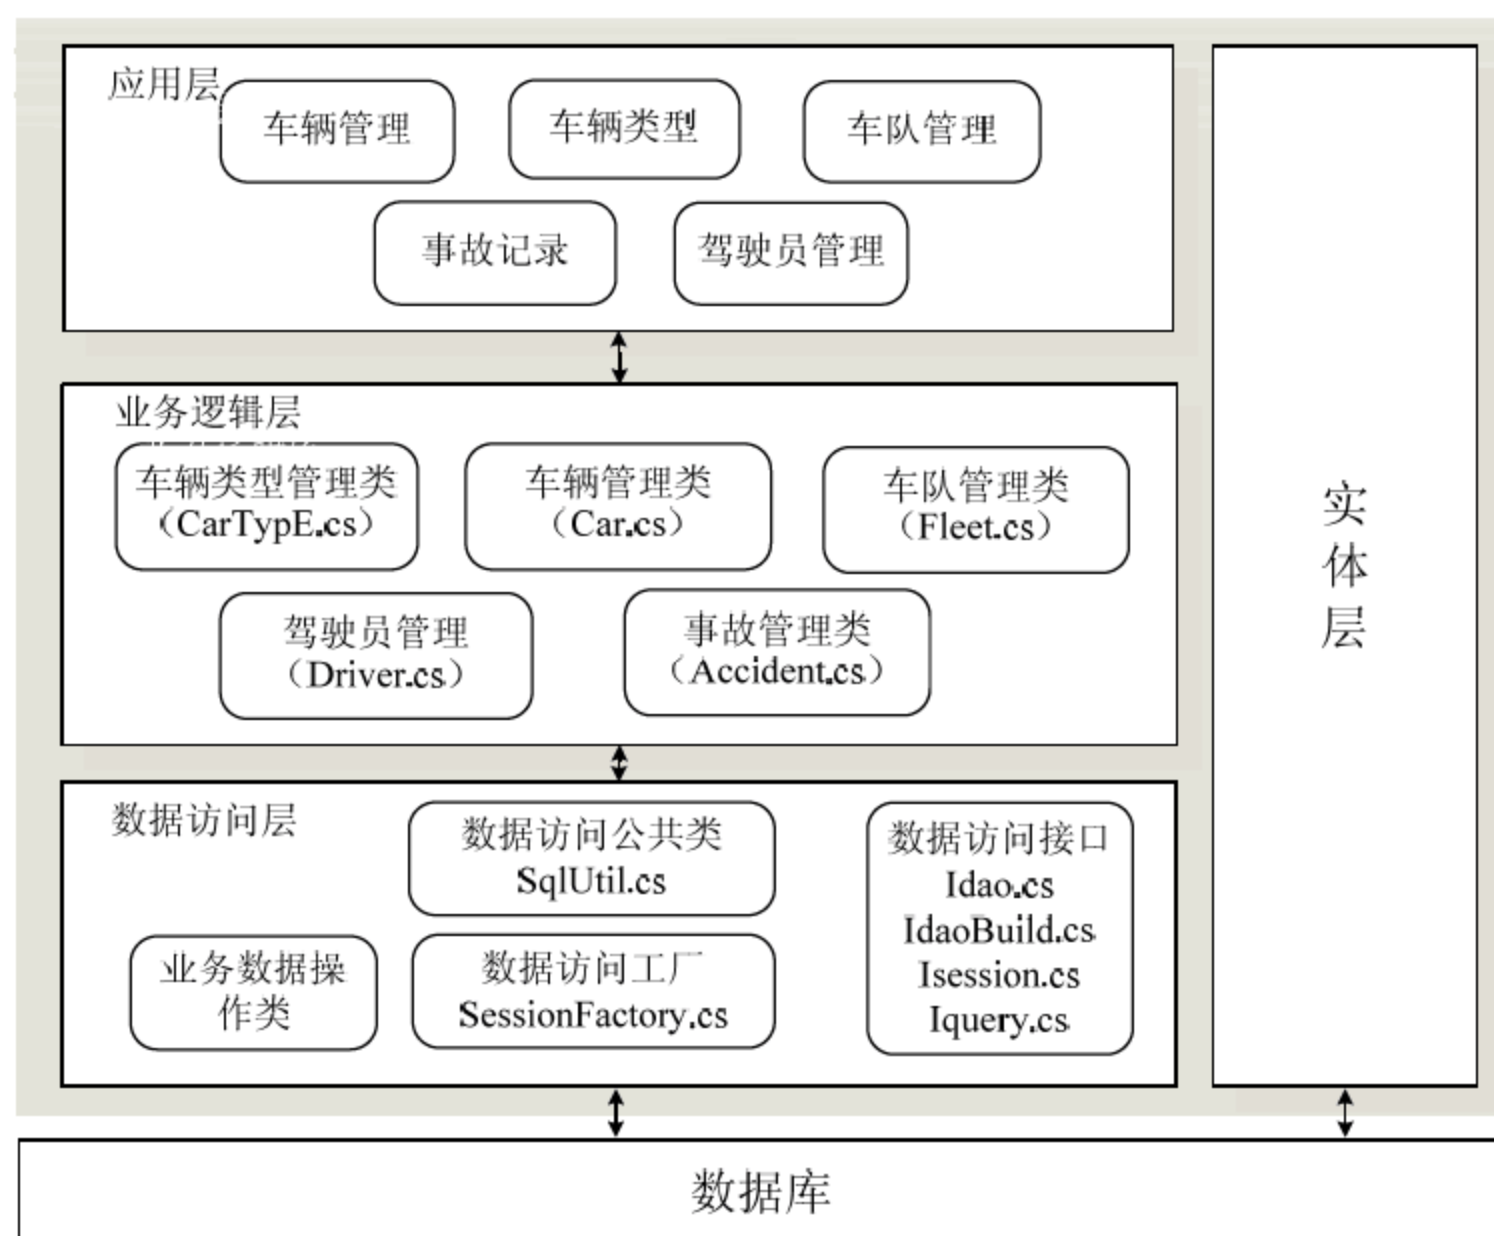 应用层
车辆管理
车辆类型
车队管理
事故记录
驾驶员管理
业务逻辑层
车辆类型管理类
（CarTypE.cs）
车辆管理类
（Car.cs）
车队管理类
（Fleet.cs）
驾驶员管理
（Driver.cs）
事故管理类
（Accident.cs）
数据访问层
数据访问公共类
SqlUtil.cs
业务数据操
作类
数据访问工厂
SessionFactory.cs
数据访问接口
Idao.cs
IdaoBuild.cs
Isession.cs
Iquery.cs
实
体
层
数据库